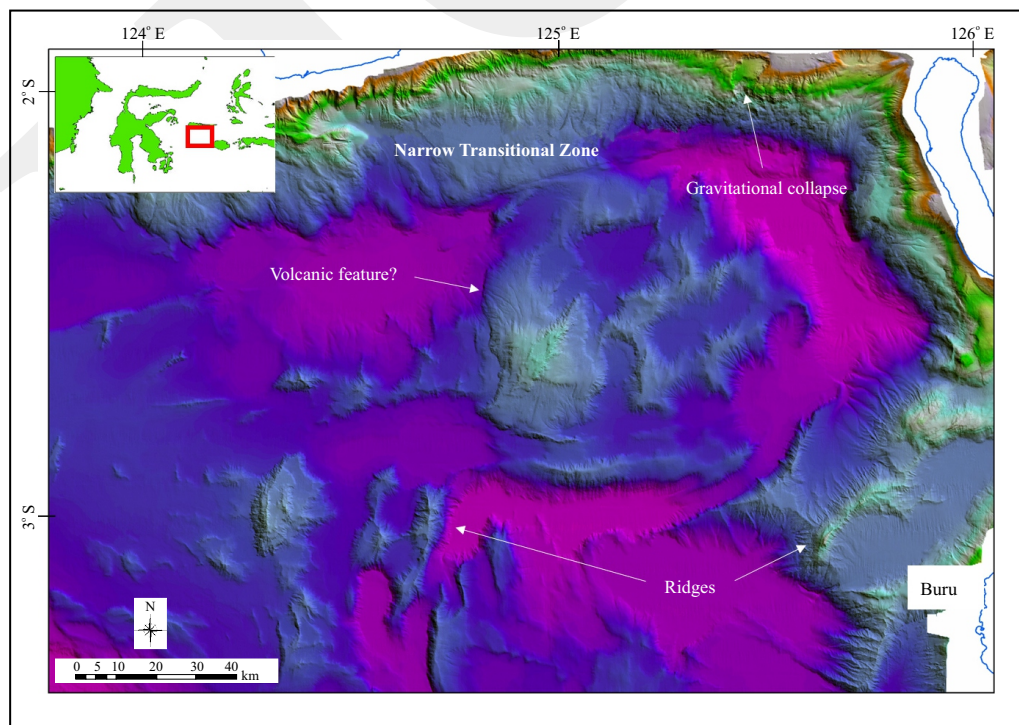 124° E
125° E
126° E
2° S
Narrow Transitional Zone
Gravitational collapse
Volcanic feature?
3° S
Ridges
Buru
N
0 5 10 20 30 40
km